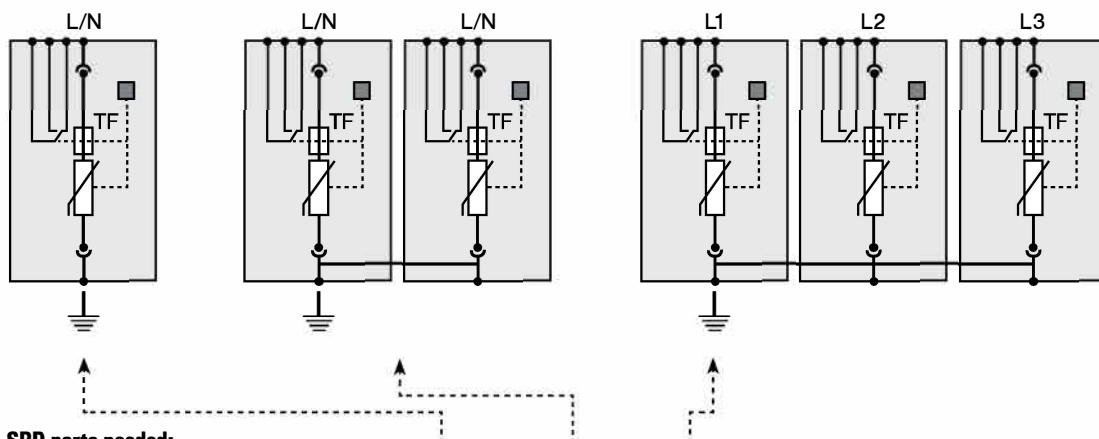 L/N L/N L/N L1 L2 L3
TF TF TF TF TF TF
SPD parts needed: